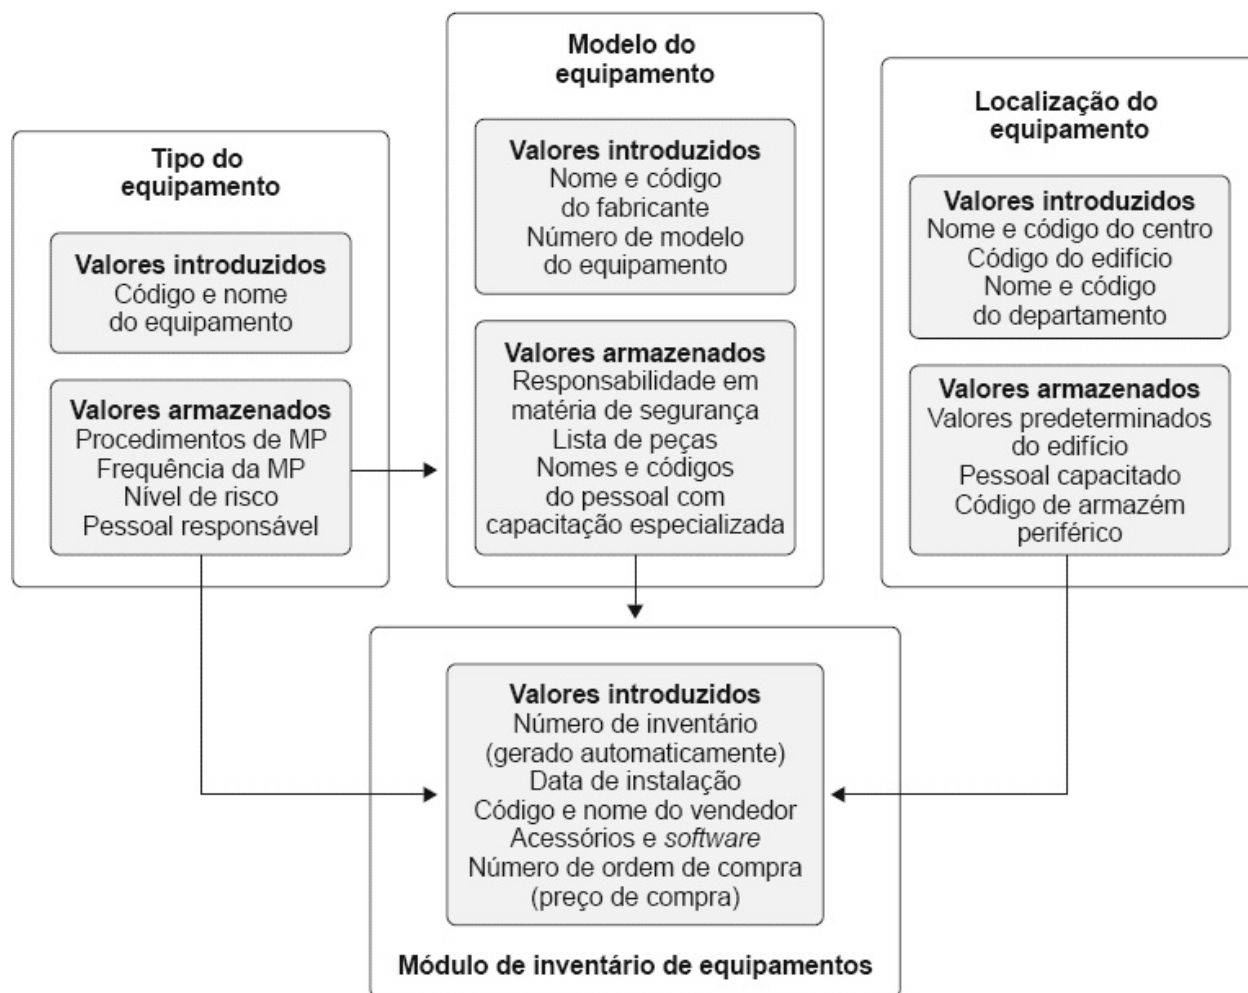 Tipo do
equipamento
Valores introduzidos
Código e nome
do equipamento
Valores armazenados
Procedimentos de MP
Frequência da MP
Nível de risco
Pessoal responsável
Modelo do
equipamento
Valores introduzidos
Nome e código
do fabricante
Número de modelo
do equipamento
Valores armazenados
Responsabilidade em
matéria de segurança
Lista de peças
Nomes e códigos
do pessoal com
capacitação especializada
Localização do
equipamento
Valores introduzidos
Nome e código do centro
Código do edifício
Nome e código
do departamento
Valores armazenados
Valores predeterminados
do edifício
Pessoal capacitado
Código de armazém
periférico
Valores introduzidos
Número de inventário
(gerado automaticamente)
Data de instalação
Código e nome do vendedor
Acessórios e software
Número de ordem de compra
(preço de compra)
Módulo de inventário de equipamentos